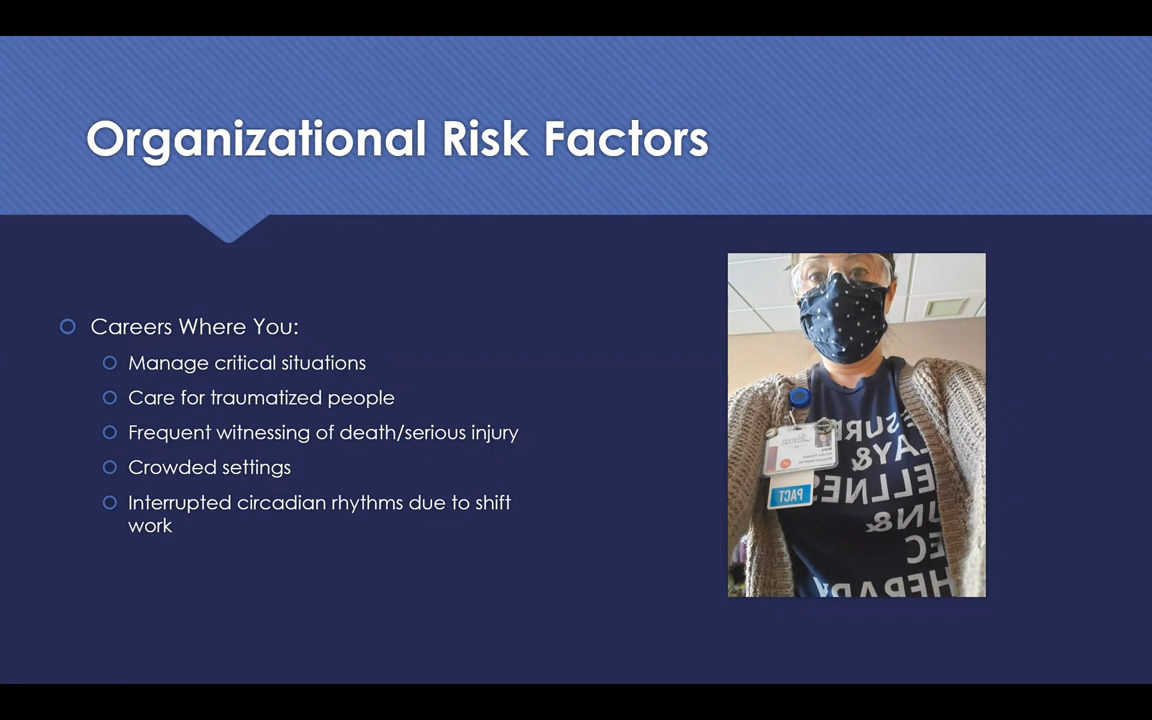 Organizational Risk Factors
Careers Where You:
Manage critical situations
Care for traumatized people
Frequent witnessing of death/serious injury
Crowded settings
Interrupted circadian rhythms due to shift
work
&
&
PACT